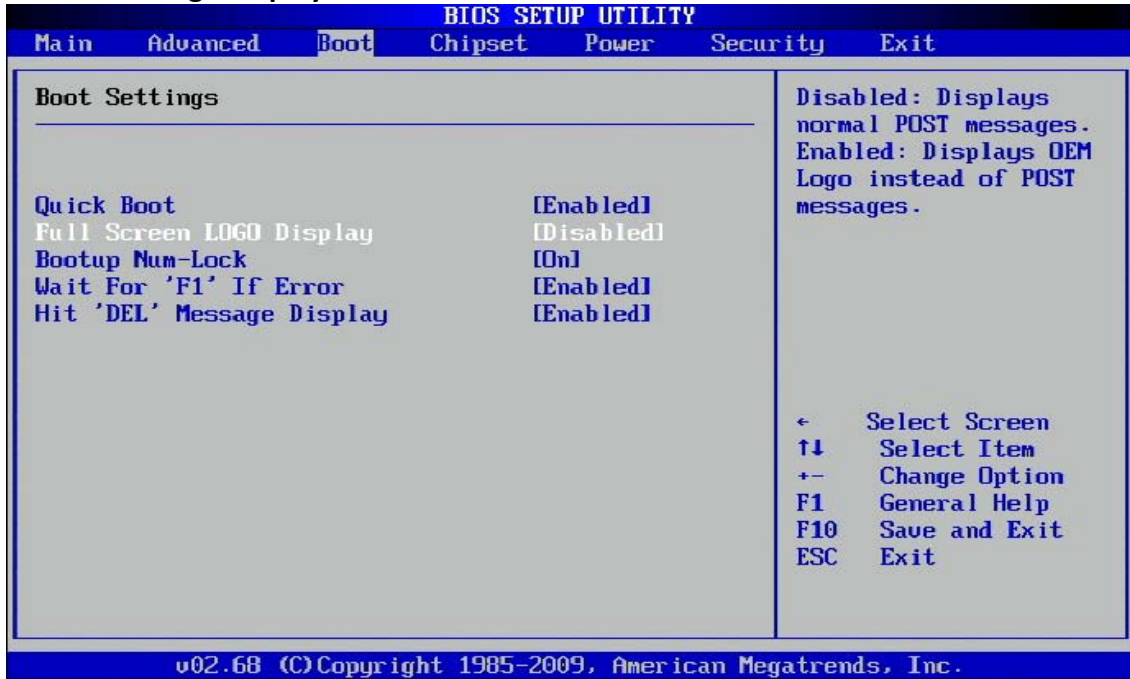 BIOS SETUP UTILITY
Main Advanced Boot Chipset Power Security Exit
Boot Settings
Quick Boot [Enabled]
Full Screen LOGO Display [Disabled]
Bootup Num-Lock [On]
Wait For 'F1' If Error [Enabled]
Hit 'DEL' Message Display [Enabled]
Disabled: Displays
normal POST messages.
Enabled: Displays OEM
Logo instead of POST
messages.
← Select Screen
↑↓ Select Item
+- Change Option
F1 General Help
F10 Save and Exit
ESC Exit
v02.68 (C)Copyright 1985-2009, American Megatrends, Inc.